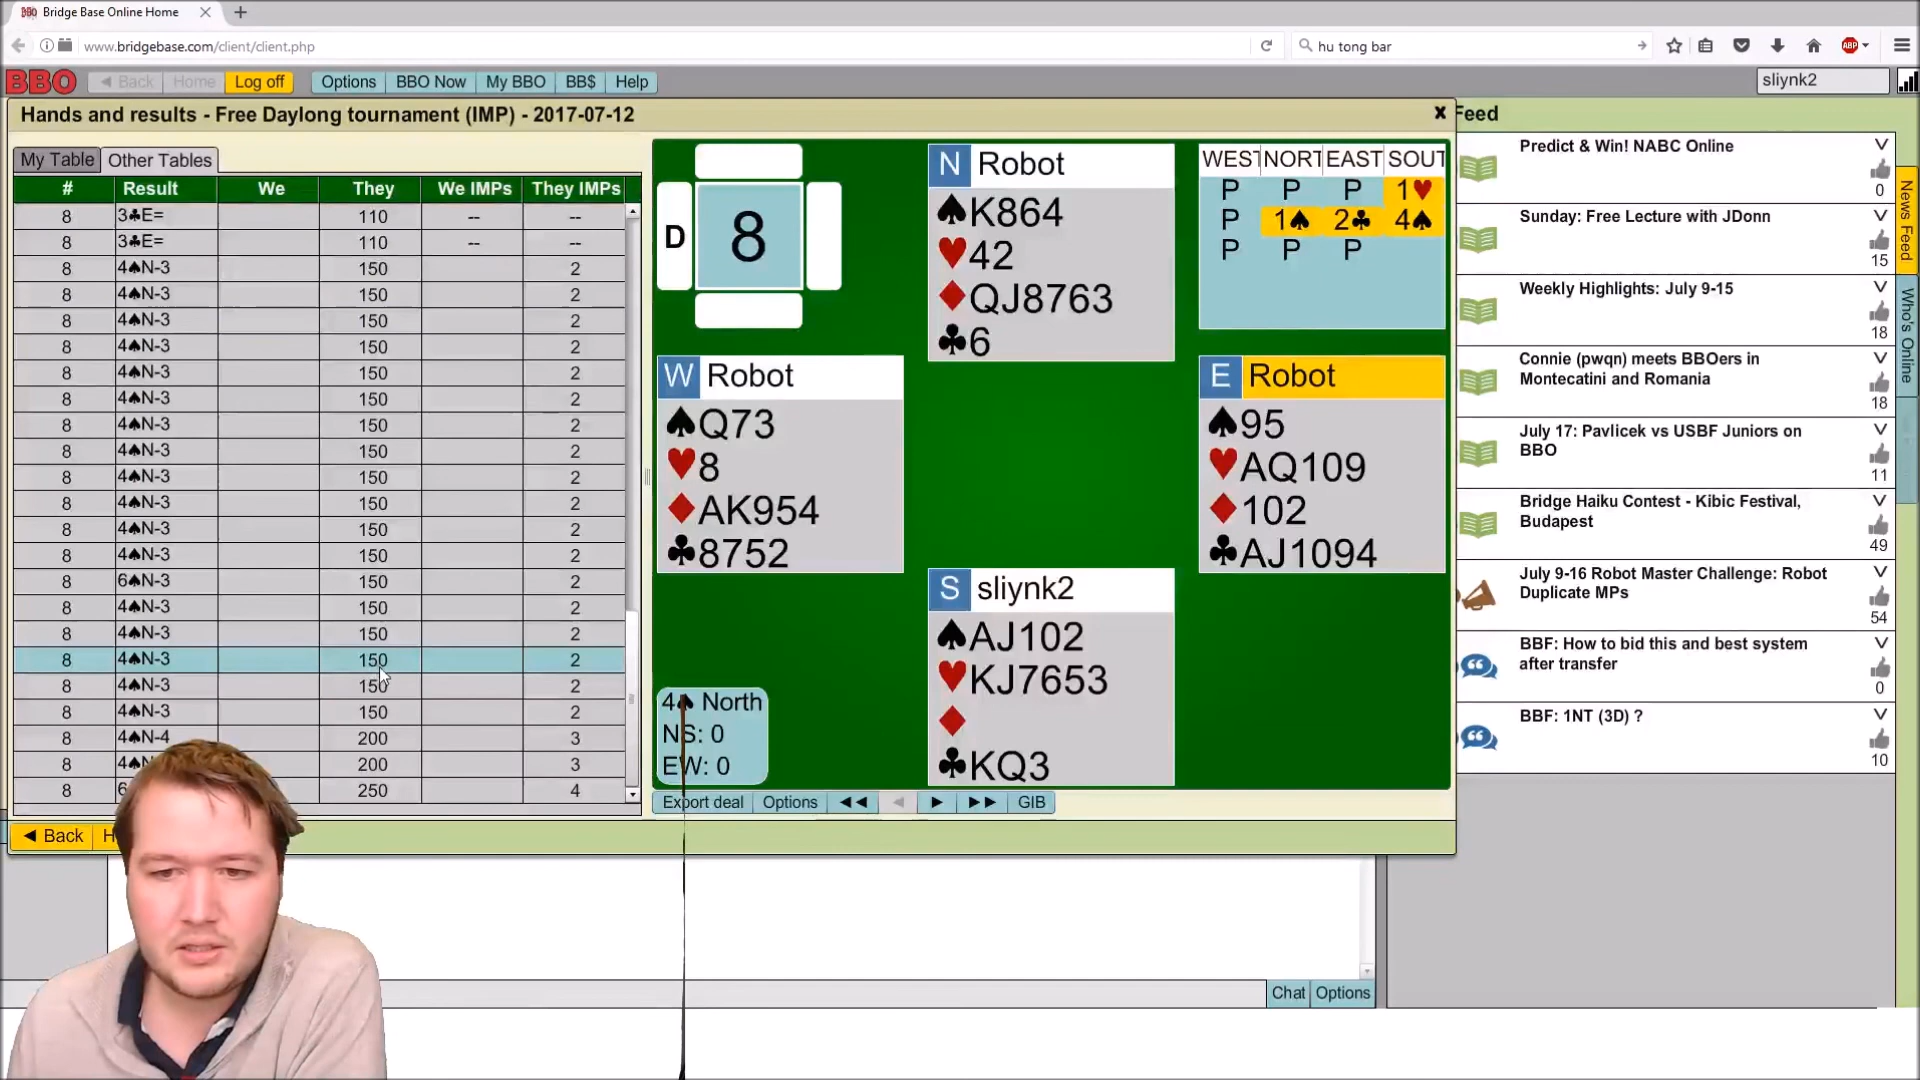 BBO Bridge Base Online Home
www.bridgebase.com/client/client.php
hu tong bar
ABP
BBO
◄ Back
Home
Log off
Options
BBO Now
My BBO
BB$
Help
sliynk2
Hands and results - Free Daylong tournament (IMP) - 2017-07-12
x
Feed
My Table
Other Tables
# Result We They We IMPs They IMPs
8 3♣E= 110 -- --
8 3♣E= 110 -- --
8 4♠N-3 150 2
8 4♠N-3 150 2
8 4♠N-3 150 2
8 4♠N-3 150 2
8 4♠N-3 150 2
8 4♠N-3 150 2
8 4♠N-3 150 2
8 4♠N-3 150 2
8 4♠N-3 150 2
8 4♠N-3 150 2
8 4♠N-3 150 2
8 4♠N-3 150 2
8 6♠N-3 150 2
8 4♠N-3 150 2
8 4♠N-3 150 2
8 4♠N-3 150 2
8 4♠N-3 150 2
8 4♠N-3 150 2
8 4♠N-4 200 3
8 4♠N 200 3
8 6 250 4
D 8
N Robot
♠K864
♥42
♦QJ8763
♣6
WEST NORT EAST SOUT
P P P 1♥
P 1♠ 2♣ 4♠
P P P
W Robot
♠Q73
♥8
♦AK954
♣8752
E Robot
♠95
♥AQ109
♦102
♣AJ1094
S sliynk2
♠AJ102
♥KJ7653
♦
♣KQ3
4♠ North
NS: 0
EW: 0
Export deal
Options
◄◄
◄
►
►►
GIB
◄ Back
H
Chat
Options
Predict & Win! NABC Online
0
Sunday: Free Lecture with JDonn
15
Weekly Highlights: July 9-15
18
Connie (pwqn) meets BBOers in
Montecatini and Romania
18
July 17: Pavlicek vs USBF Juniors on
BBO
11
Bridge Haiku Contest - Kibic Festival,
Budapest
49
July 9-16 Robot Master Challenge: Robot
Duplicate MPs
54
BBF: How to bid this and best system
after transfer
0
BBF: 1NT (3D) ?
10
News Feed
Who's Online